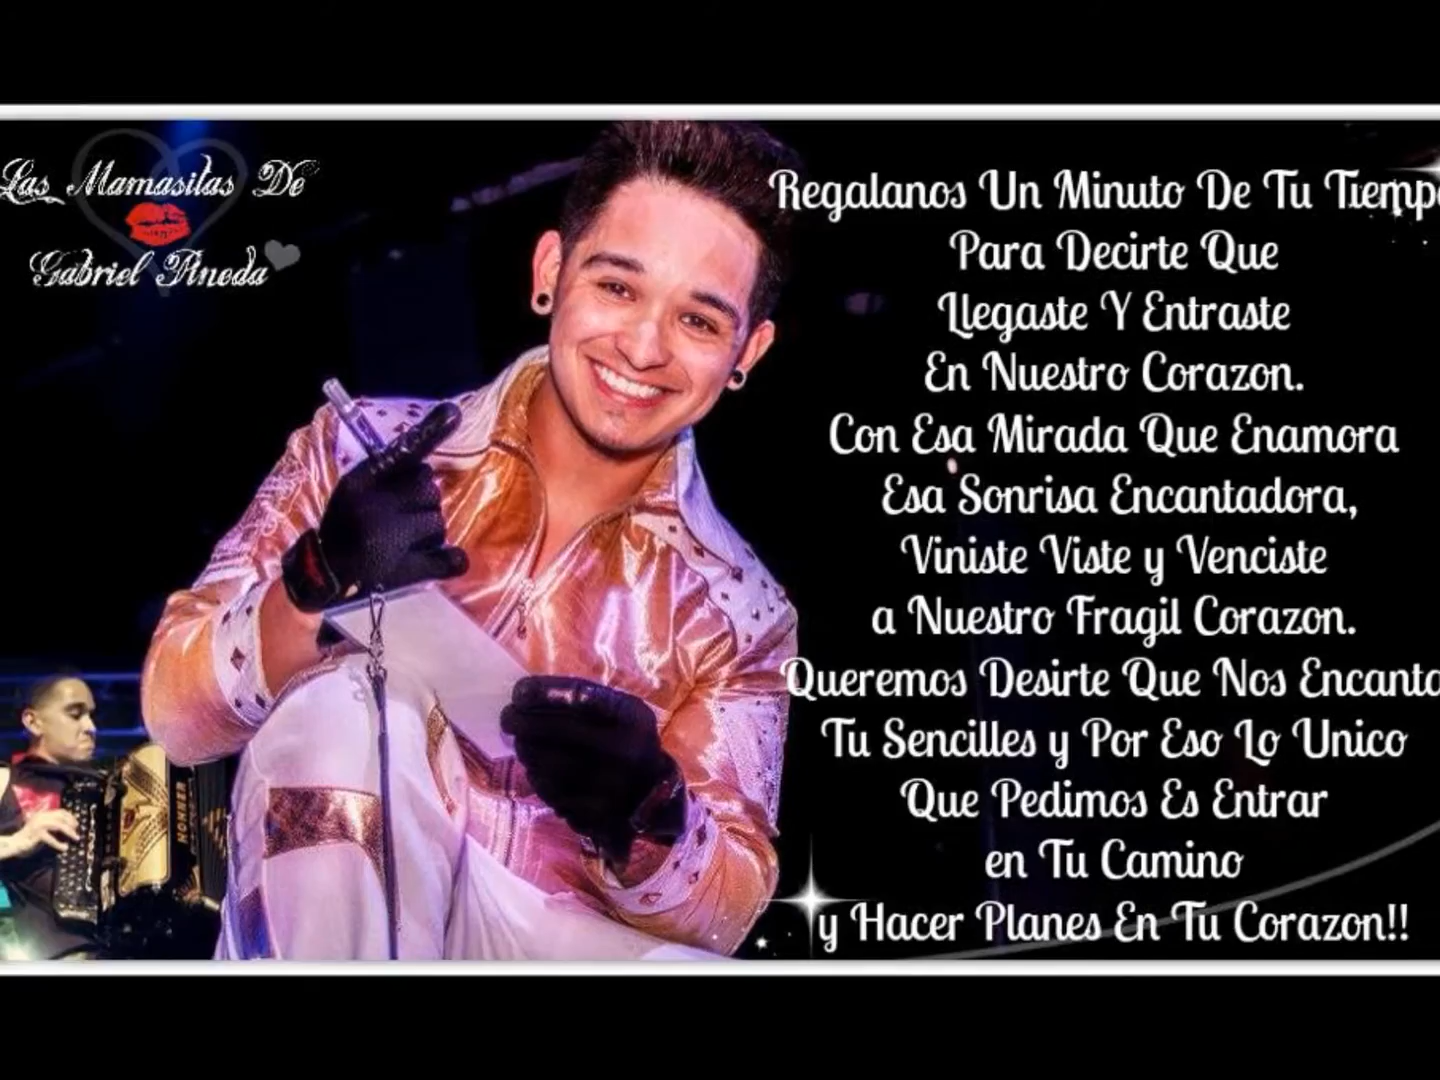 Las Mamasitas De
Gabriel Pineda
Regalanos Un Minuto De Tu Tiempo
Para Decirte Que
Llegaste Y Entraste
En Nuestro Corazon.
Con Esa Mirada Que Enamora
Esa Sonrisa Encantadora,
Viniste Viste y Venciste
a Nuestro Fragil Corazon.
Queremos Desirte Que Nos Encanta
Tu Sencilles y Por Eso Lo Unico
Que Pedimos Es Entrar
en Tu Camino
y Hacer Planes En Tu Corazon!!
HOHNER